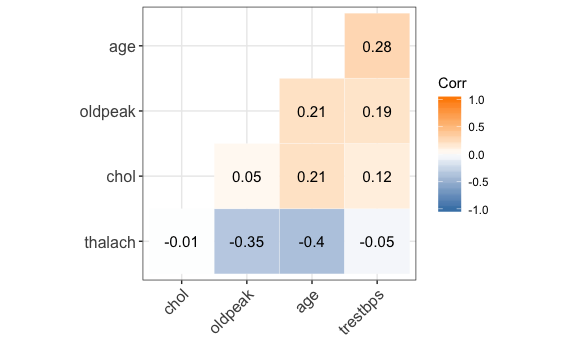 age
0.28
Corr
1.0
oldpeak
0.21 0.19
0.5
0.0
chol
0.05 0.21 0.12
-0.5
-1.0
thalach
-0.01 -0.35 -0.4 -0.05
chol
oldpeak
age
trestbps